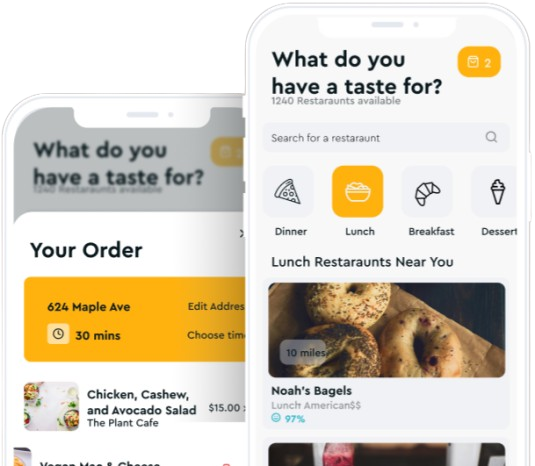 What do you
have a taste for?
1240 Restaraunts available
Your Order
624 Maple Ave
Edit Addres
30 mins
Choose tim
Chicken, Cashew,
and Avocado Salad
$15.00
The Plant Cafe
Vegan Mac & Cheese
What do you
have a taste for?
2
1240 Restaraunts available
Search for a restaraunt
Dinner
Lunch
Breakfast
Dessert
Lunch Restaraunts Near You
10 miles
Noah's Bagels
Lunch American$$
97%